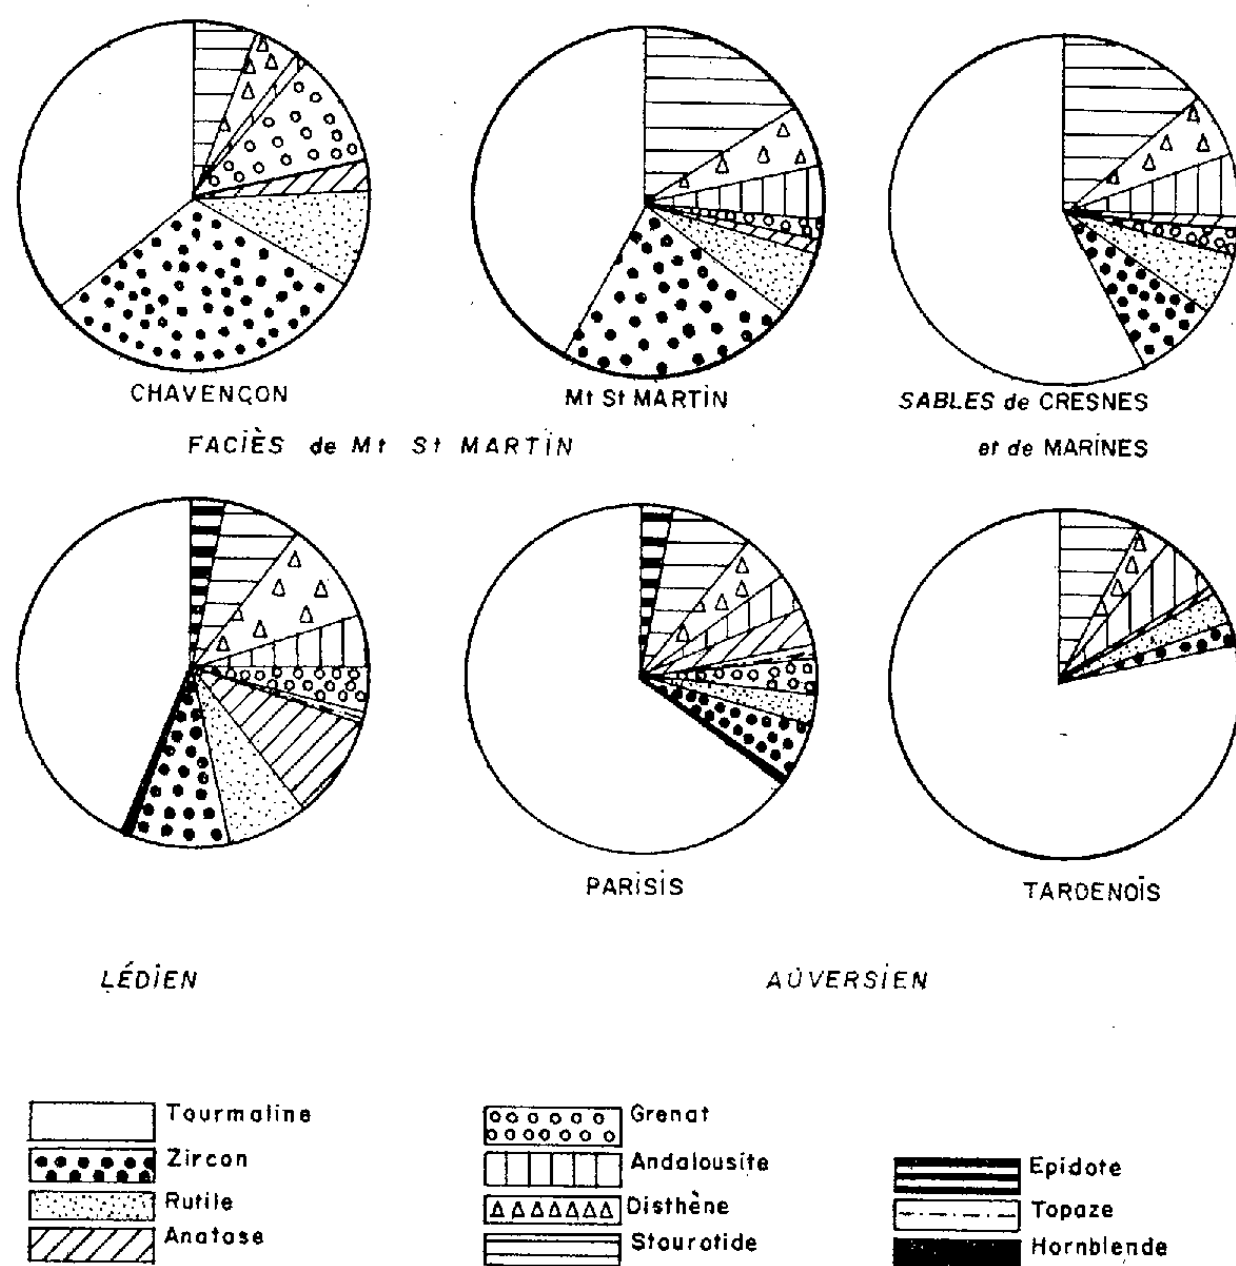 CHAVENÇON
Mt St MARTIN
SABLES de CRESNES
FACIÈS de Mt St MARTIN
et de MARINES
PARISIS
TARDENOIS
LÉDIEN
AUVERSIEN
Tourmaline
Zircon
Rutile
Anatase
Grenat
Andalousite
Disthène
Staurotide
Epidote
Topaze
Hornblende